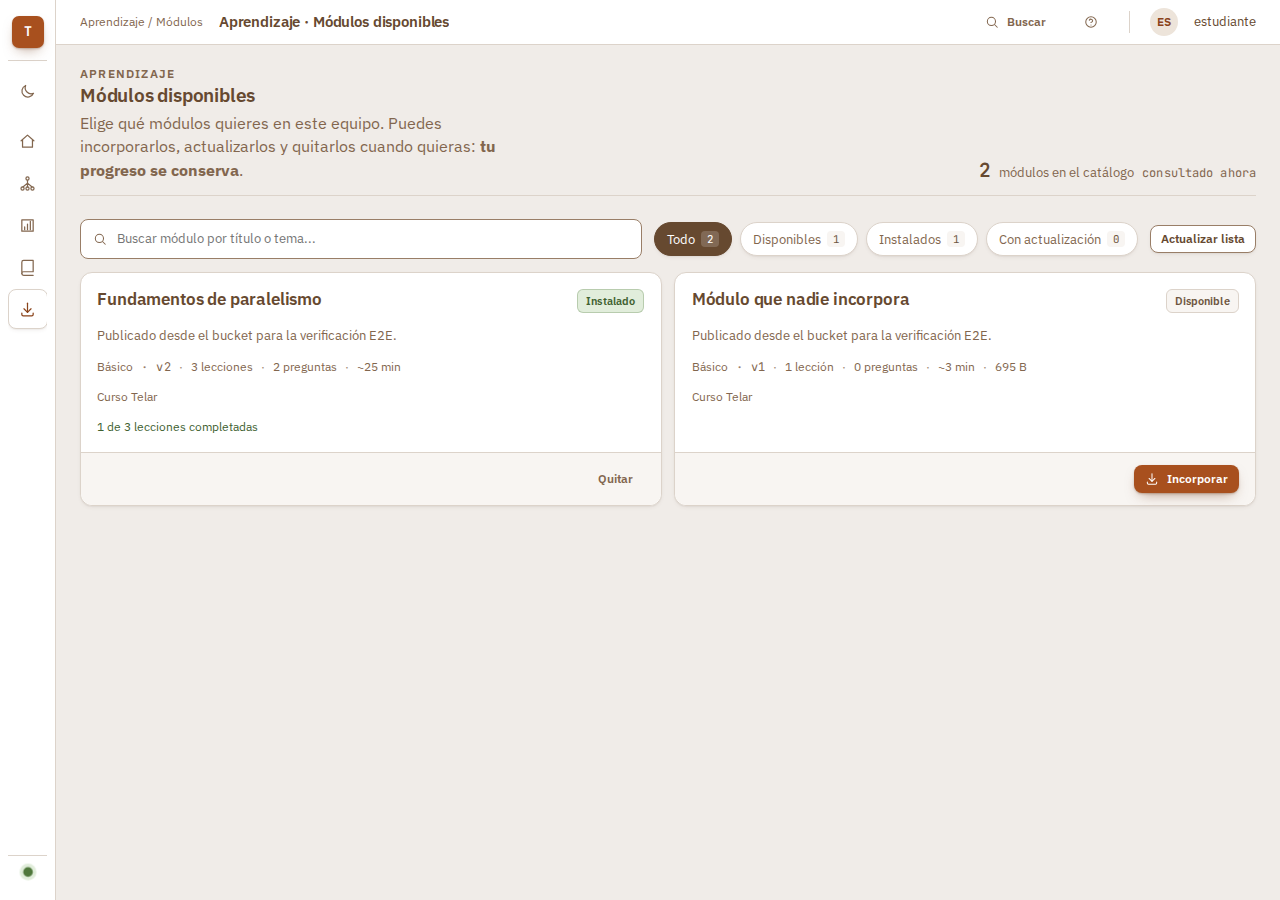 T
Aprendizaje / Módulos
Aprendizaje · Módulos disponibles
Buscar
ES
estudiante
APRENDIZAJE
Módulos disponibles
Elige qué módulos quieres en este equipo. Puedes
incorporarlos, actualizarlos y quitarlos cuando quieras: tu
progreso se conserva.
2 módulos en el catálogo consultado ahora
Buscar módulo por título o tema...
Todo 2
Disponibles 1
Instalados 1
Con actualización 0
Actualizar lista
Fundamentos de paralelismo
Instalado
Publicado desde el bucket para la verificación E2E.
Básico · v2 · 3 lecciones · 2 preguntas · ~25 min
Curso Telar
1 de 3 lecciones completadas
Quitar
Módulo que nadie incorpora
Disponible
Publicado desde el bucket para la verificación E2E.
Básico · v1 · 1 lección · 0 preguntas · ~3 min · 695 B
Curso Telar
Incorporar